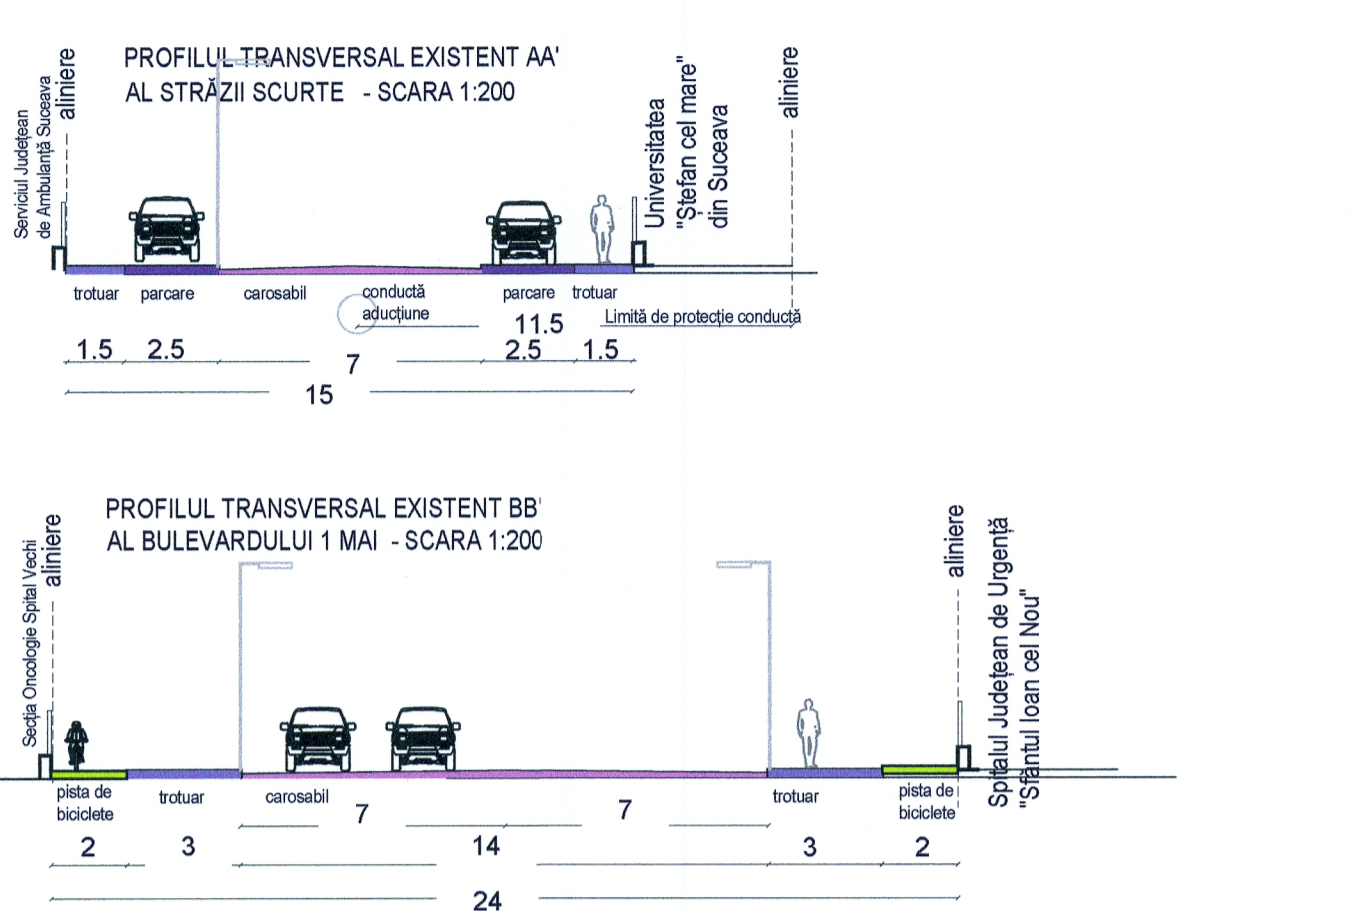 PROFILUL TRANSVERSAL EXISTENT AA'
AL STRĂZII SCURTE - SCARA 1:200
Serviciul Județean
de Ambulanță Suceava
aliniere
Universitatea
"Ștefan cel mare"
din Suceava
aliniere
trotuar
parcare
carosabil
conductă
aducțiune
parcare
trotuar
Limită de protecție conductă
11.5
1.5
2.5
7
2.5
1.5
15
PROFILUL TRANSVERSAL EXISTENT BB'
AL BULEVARDULUI 1 MAI - SCARA 1:200
Secția Oncologie Spital Vechi
aliniere
aliniere
Spitalul Județean de Urgență
"Sfântul Ioan cel Nou"
pista de
biciclete
trotuar
carosabil
trotuar
pista de
biciclete
7
7
2
3
14
3
2
24